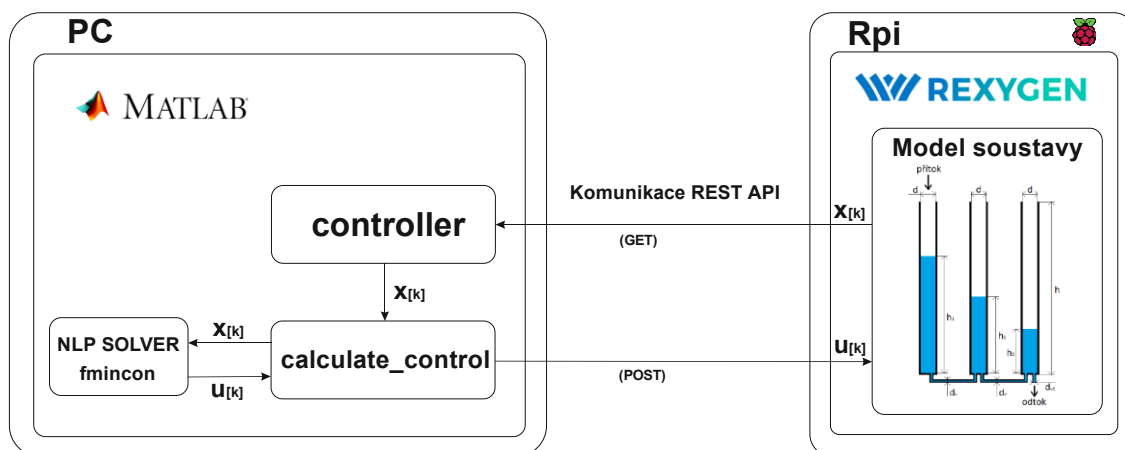 PC
MATLAB
controller
x[k]
x[k]
NLP SOLVER
fmincon
u[k]
calculate_control
Komunikace REST API
(GET)
(POST)
Rpi
REXYGEN
Model soustavy
přítok
d
d
d
x[k]
h
h₁
h₂
u[k]
d
d
d
odtok